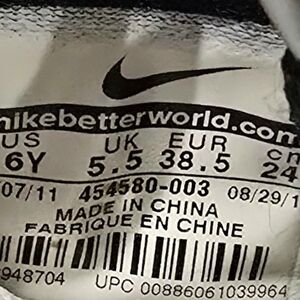 nikebetterworld.com
US UK EUR cm
6Y 5.5 38.5 24
07/11 454580-003 08/29/1
MADE IN CHINA
FABRIQUE EN CHINE
948704 UPC 00886061039964